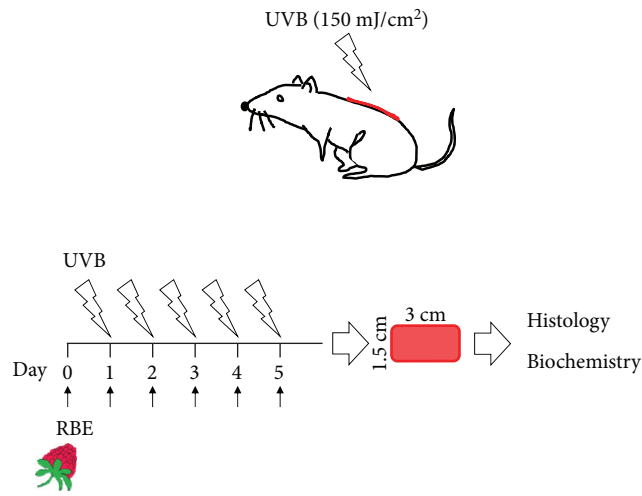 UVB (150 mJ/cm²)
UVB
Day 0 1 2 3 4 5
RBE
1.5 cm
3 cm
Histology
Biochemistry